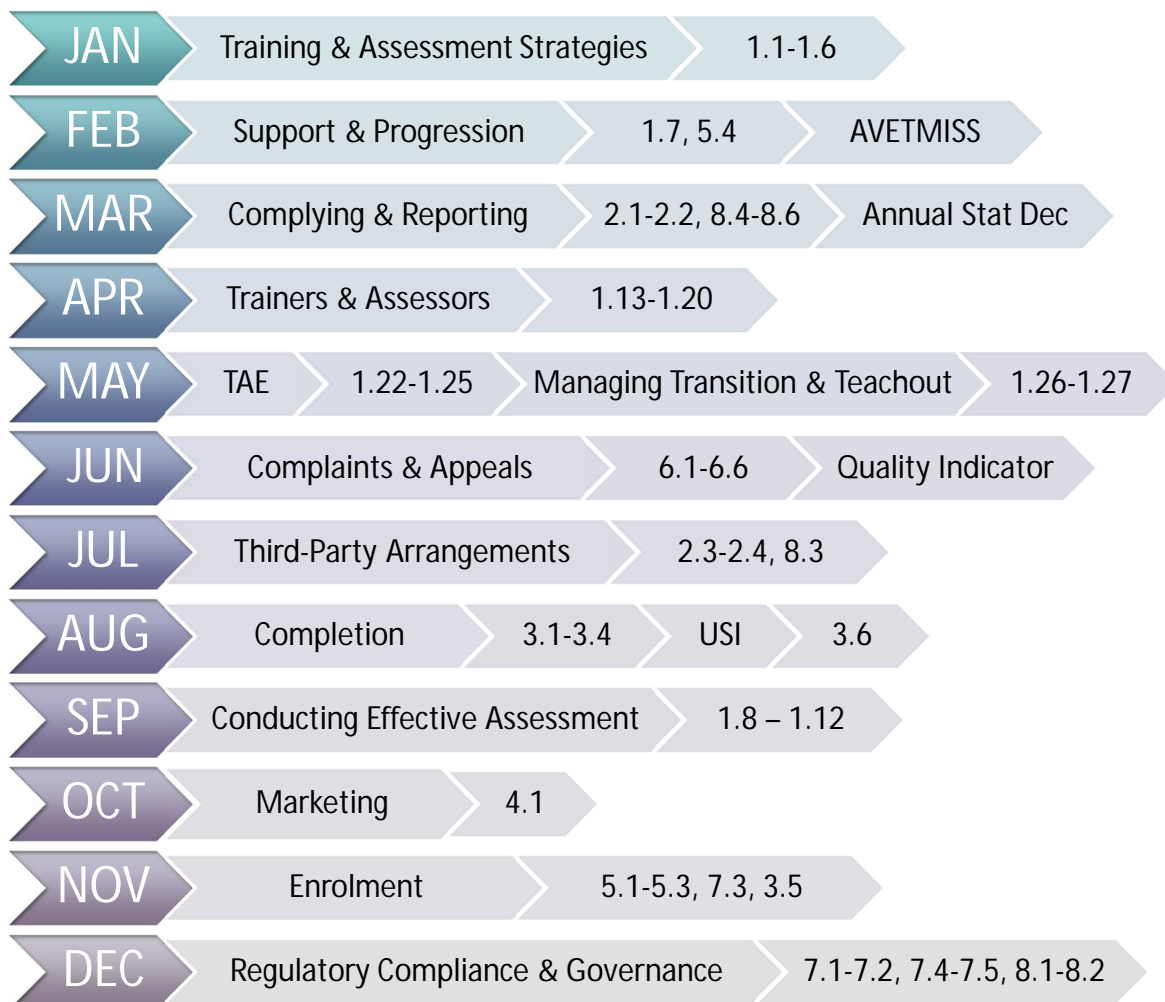 JAN Training & Assessment Strategies 1.1-1.6
FEB Support & Progression 1.7, 5.4 AVETMISS
MAR Complying & Reporting 2.1-2.2, 8.4-8.6 Annual Stat Dec
APR Trainers & Assessors 1.13-1.20
MAY TAE 1.22-1.25 Managing Transition & Teachout 1.26-1.27
JUN Complaints & Appeals 6.1-6.6 Quality Indicator
JUL Third-Party Arrangements 2.3-2.4, 8.3
AUG Completion 3.1-3.4 USI 3.6
SEP Conducting Effective Assessment 1.8 – 1.12
OCT Marketing 4.1
NOV Enrolment 5.1-5.3, 7.3, 3.5
DEC Regulatory Compliance & Governance 7.1-7.2, 7.4-7.5, 8.1-8.2